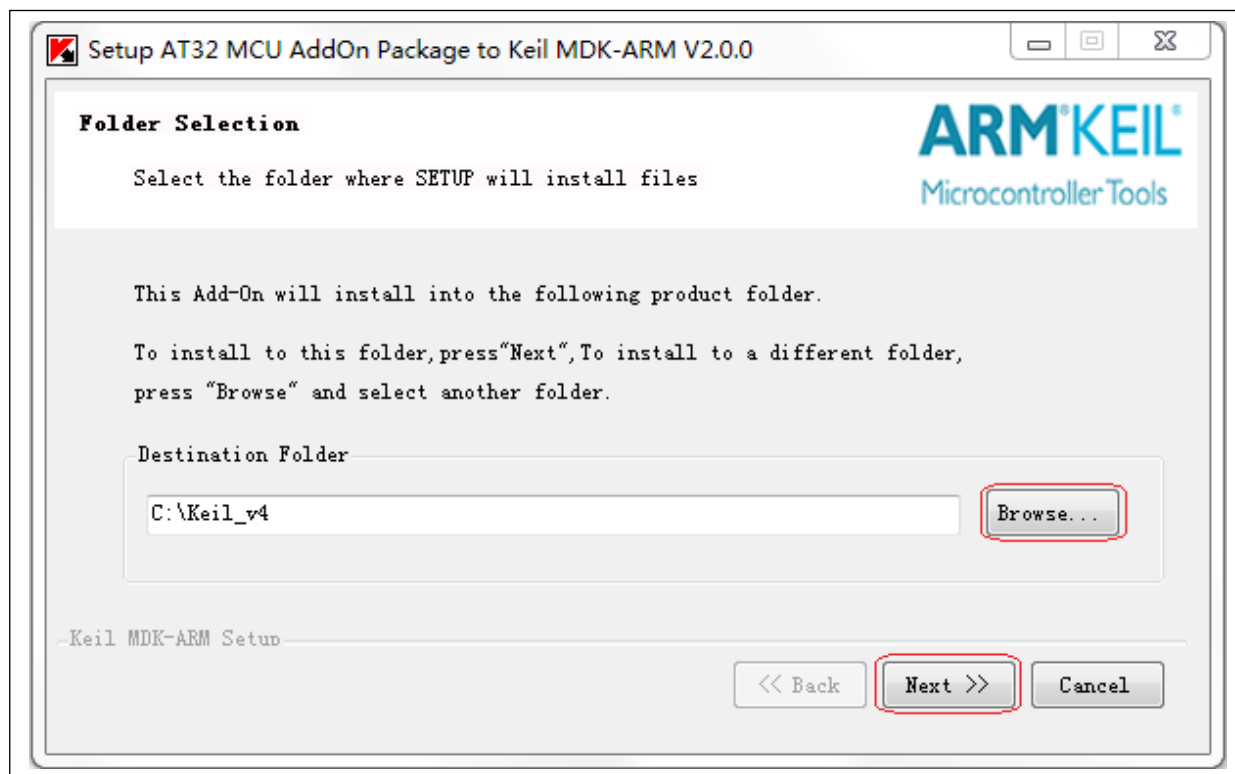 Setup AT32 MCU AddOn Package to Keil MDK-ARM V2.0.0
Folder Selection
Select the folder where SETUP will install files
ARM®KEIL®
Microcontroller Tools
This Add-On will install into the following product folder.
To install to this folder,press"Next",To install to a different folder,
press "Browse" and select another folder.
Destination Folder
C:\Keil_v4
Browse...
Keil MDK-ARM Setup
<< Back
Next >>
Cancel